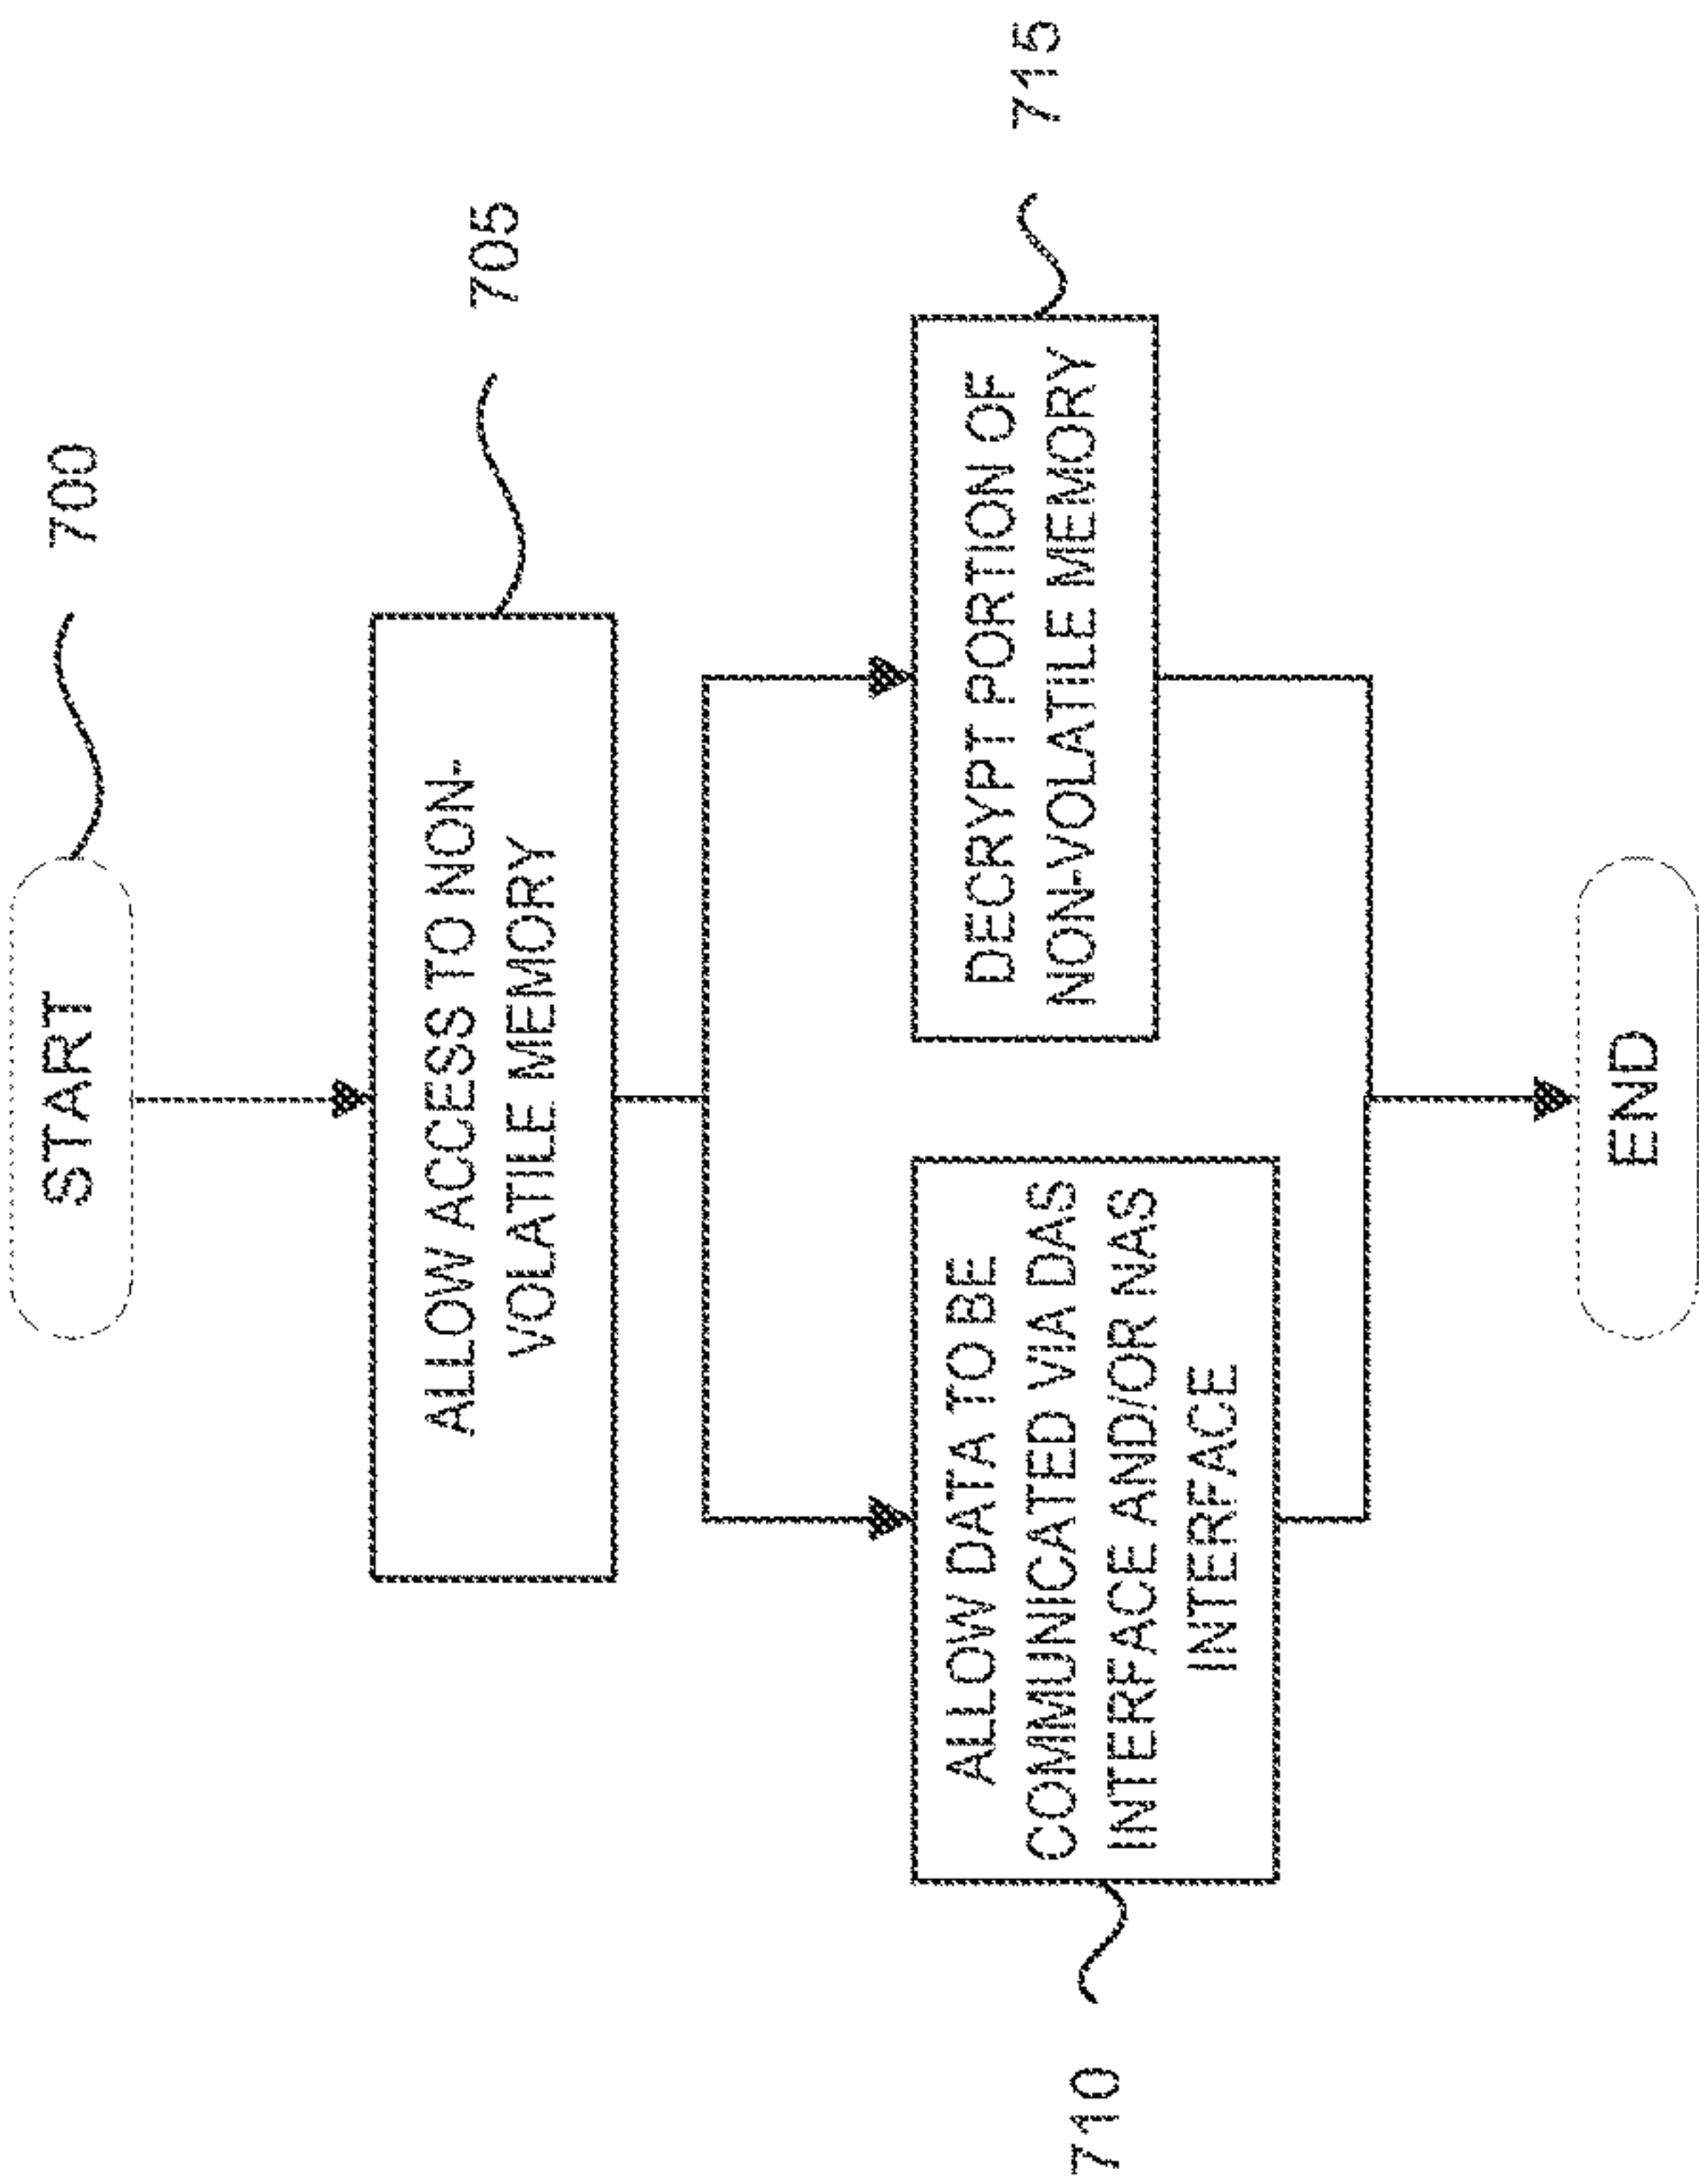 START
700
ALLOW ACCESS TO NON-
VOLATILE MEMORY
705
ALLOW DATA TO BE
COMMUNICATED VIA DAS
INTERFACE AND/OR NAS
INTERFACE
710
DECRYPT PORTION OF
NON-VOLATILE MEMORY
715
END